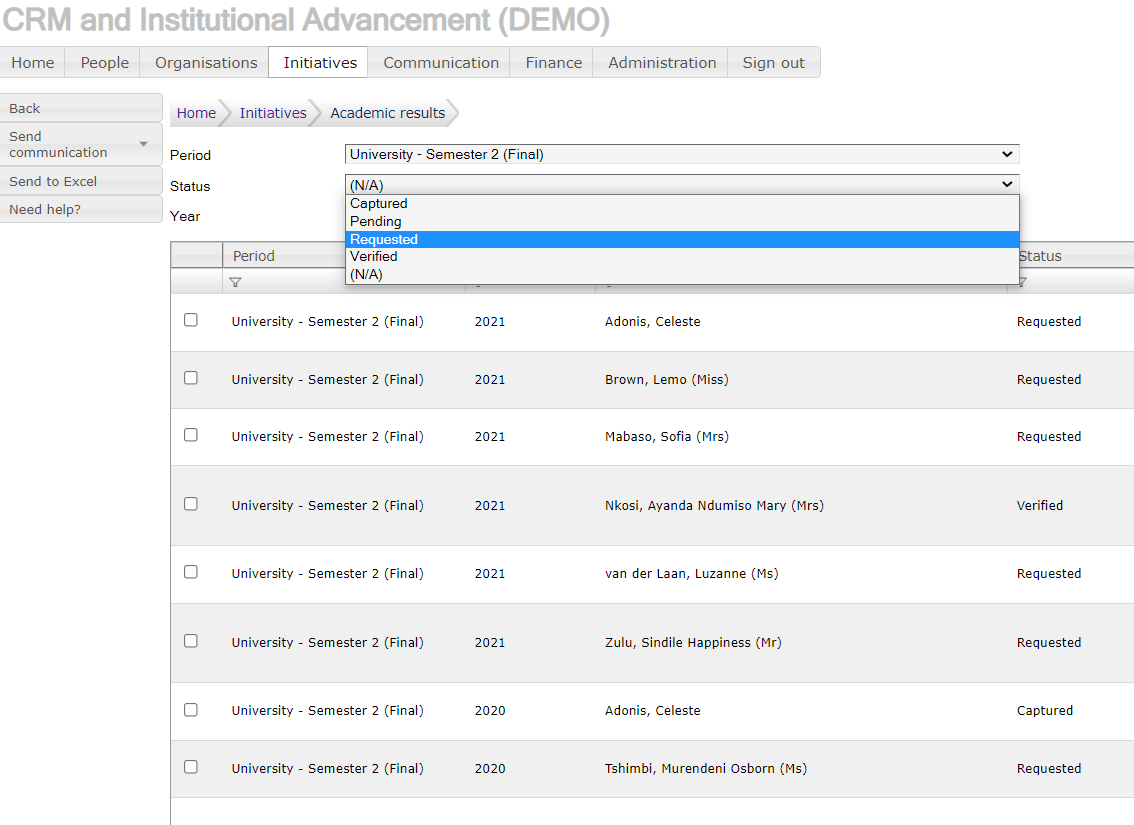 CRM and Institutional Advancement (DEMO)
Home People Organisations Initiatives Communication Finance Administration Sign out
Back
Send
communication
Send to Excel
Need help?
Home Initiatives Academic results
Period University - Semester 2 (Final)
Status (N/A)
Captured
Pending
Requested
Verified
(N/A)
Year
Period Status
University - Semester 2 (Final) 2021 Adonis, Celeste Requested
University - Semester 2 (Final) 2021 Brown, Lemo (Miss) Requested
University - Semester 2 (Final) 2021 Mabaso, Sofia (Mrs) Requested
University - Semester 2 (Final) 2021 Nkosi, Ayanda Ndumiso Mary (Mrs) Verified
University - Semester 2 (Final) 2021 van der Laan, Luzanne (Ms) Requested
University - Semester 2 (Final) 2021 Zulu, Sindile Happiness (Mr) Requested
University - Semester 2 (Final) 2020 Adonis, Celeste Captured
University - Semester 2 (Final) 2020 Tshimbi, Murendeni Osborn (Ms) Requested